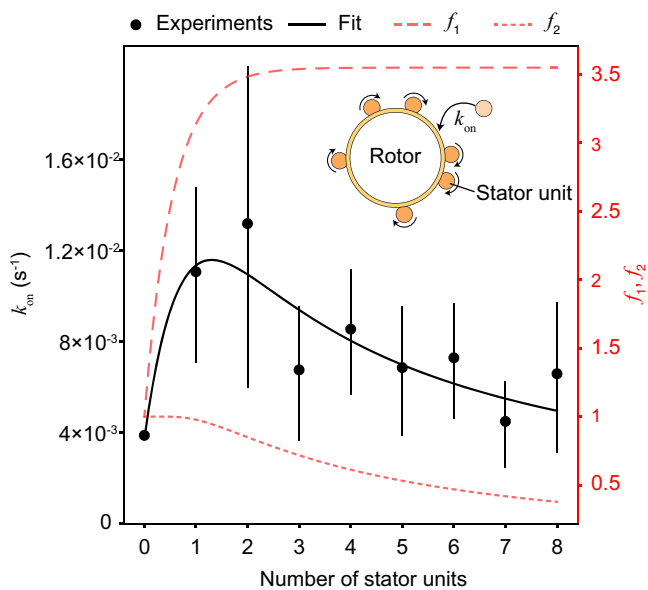 Experiments Fit f₁ f₂
1.6×10⁻²
1.2×10⁻²
8×10⁻³
4×10⁻³
0
k_on (s⁻¹)
k_on
Rotor
Stator unit
3.5
3
2.5
2
1.5
1
0.5
f₁, f₂
0 1 2 3 4 5 6 7 8
Number of stator units